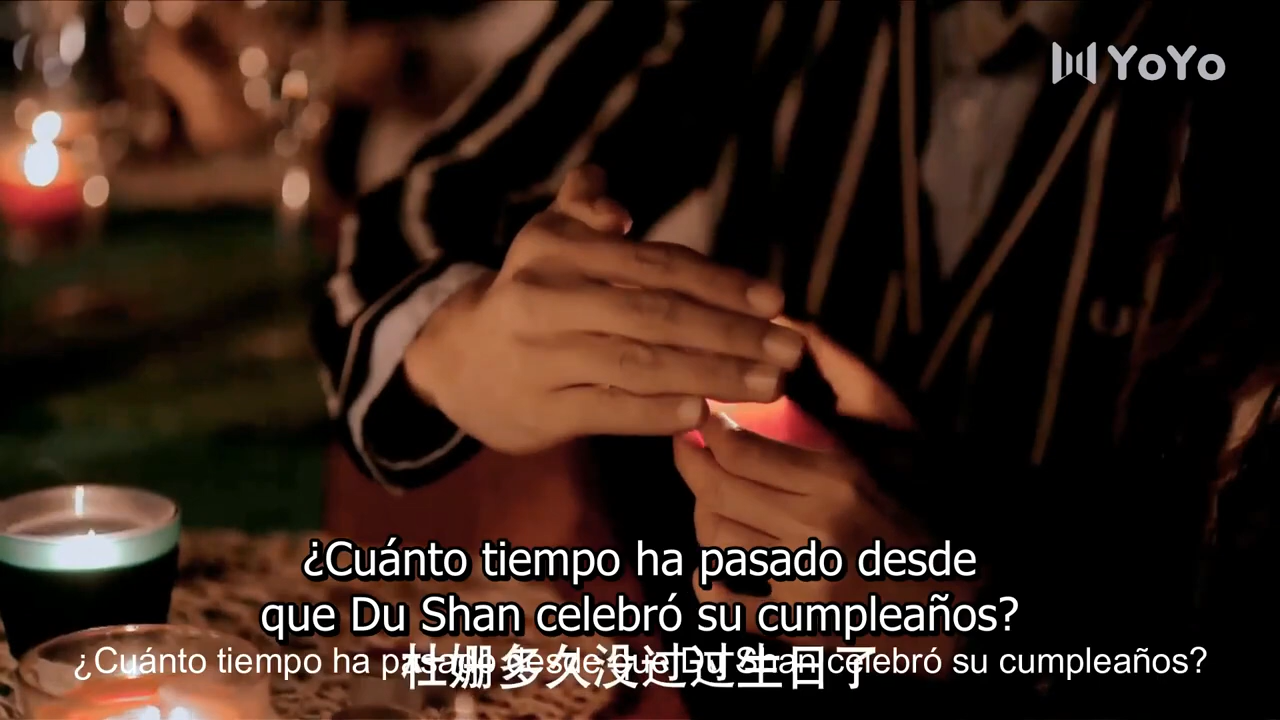 YoYo
¿Cuánto tiempo ha pasado desde
que Du Shan celebró su cumpleaños?
¿Cuánto tiempo ha pasado desde que Du Shan celebró su cumpleaños?
杜姗多久没过过生日了